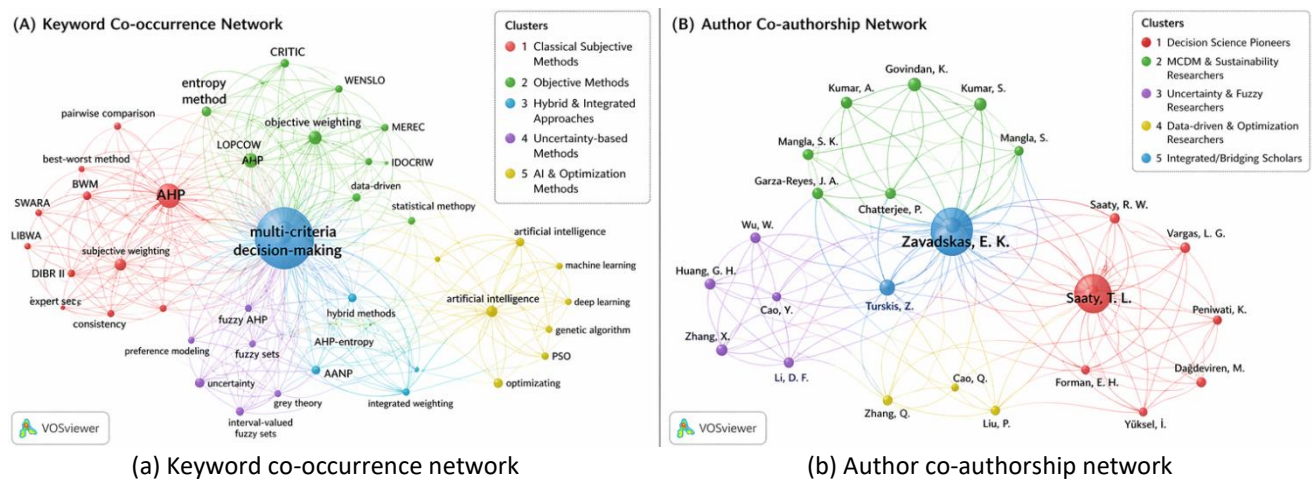 (A) Keyword Co-occurrence Network
Clusters
1 Classical Subjective
Methods
2 Objective Methods
3 Hybrid & Integrated
Approaches
4 Uncertainty-based
Methods
5 AI & Optimization
Methods
CRITIC
WENSLO
entropy
method
pairwise comparison
objective weighting
MEREC
LOPCOW
AHP
IDOCRIW
best-worst method
BWM
AHP
data-driven
SWARA
statistical methopy
LIBWA
multi-criteria
decision-making
subjective weighting
artificial intelligence
DIBR II
machine learning
expert
consistency
fuzzy AHP
hybrid methods
artificial intelligence
deep learning
genetic algorithm
preference modeling
fuzzy sets
AHP-entropy
PSO
uncertainty
AANP
optimizating
grey theory
integrated weighting
interval-valued
fuzzy sets
VOSviewer
(a) Keyword co-occurrence network
(B) Author Co-authorship Network
Clusters
1 Decision Science Pioneers
2 MCDM & Sustainability
Researchers
3 Uncertainty & Fuzzy
Researchers
4 Data-driven & Optimization
Researchers
5 Integrated/Bridging Scholars
Govindan, K.
Kumar, A.
Kumar, S.
Mangla, S. K.
Mangla, S.
Garza-Reyes, J. A.
Chatterjee, P.
Saaty, R. W.
Wu, W.
Zavadskas, E. K.
Vargas, L. G.
Huang, G. H.
Cao, Y.
Turskis, Z.
Saaty, T. L.
Peniwati, K.
Zhang, X.
Li, D. F.
Cao, Q.
Forman, E. H.
Dağdeviren, M.
Zhang, Q.
Liu, P.
Yüksel, İ.
VOSviewer
(b) Author co-authorship network